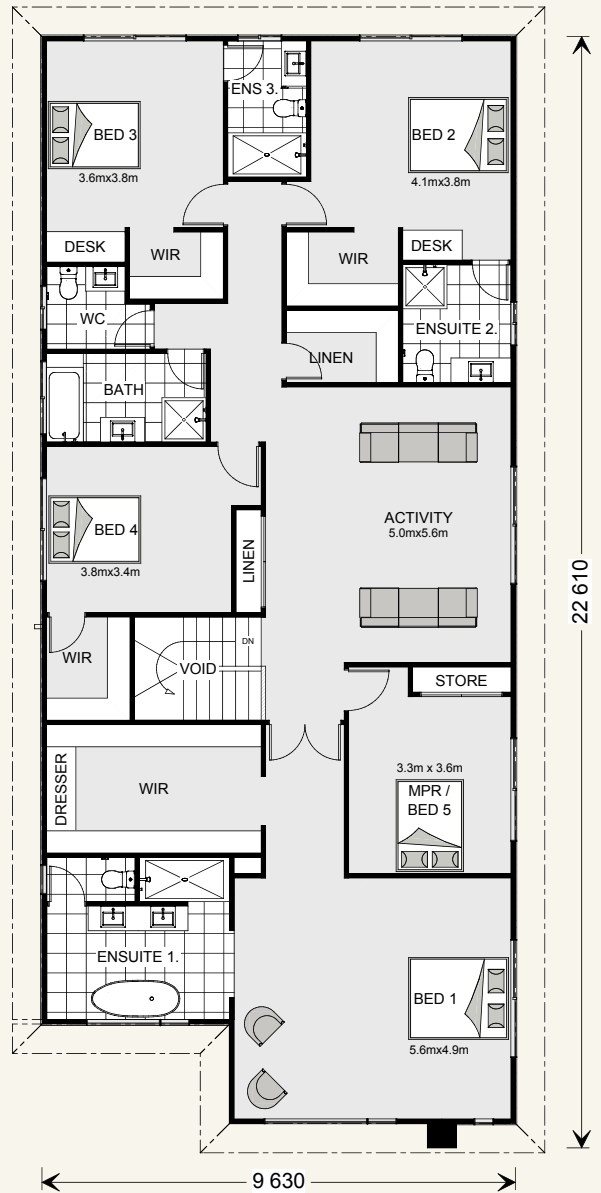 ENS 3.
BED 3
3.6mx3.8m
BED 2
4.1mx3.8m
DESK
WIR
WIR
DESK
WC
ENSUITE 2.
LINEN
BATH
ACTIVITY
5.0mx5.6m
BED 4
3.8mx3.4m
LINEN
22 610
WIR
VOID
DN
STORE
3.3m x 3.6m
MPR /
BED 5
DRESSER
WIR
ENSUITE 1.
BED 1
5.6mx4.9m
9 630